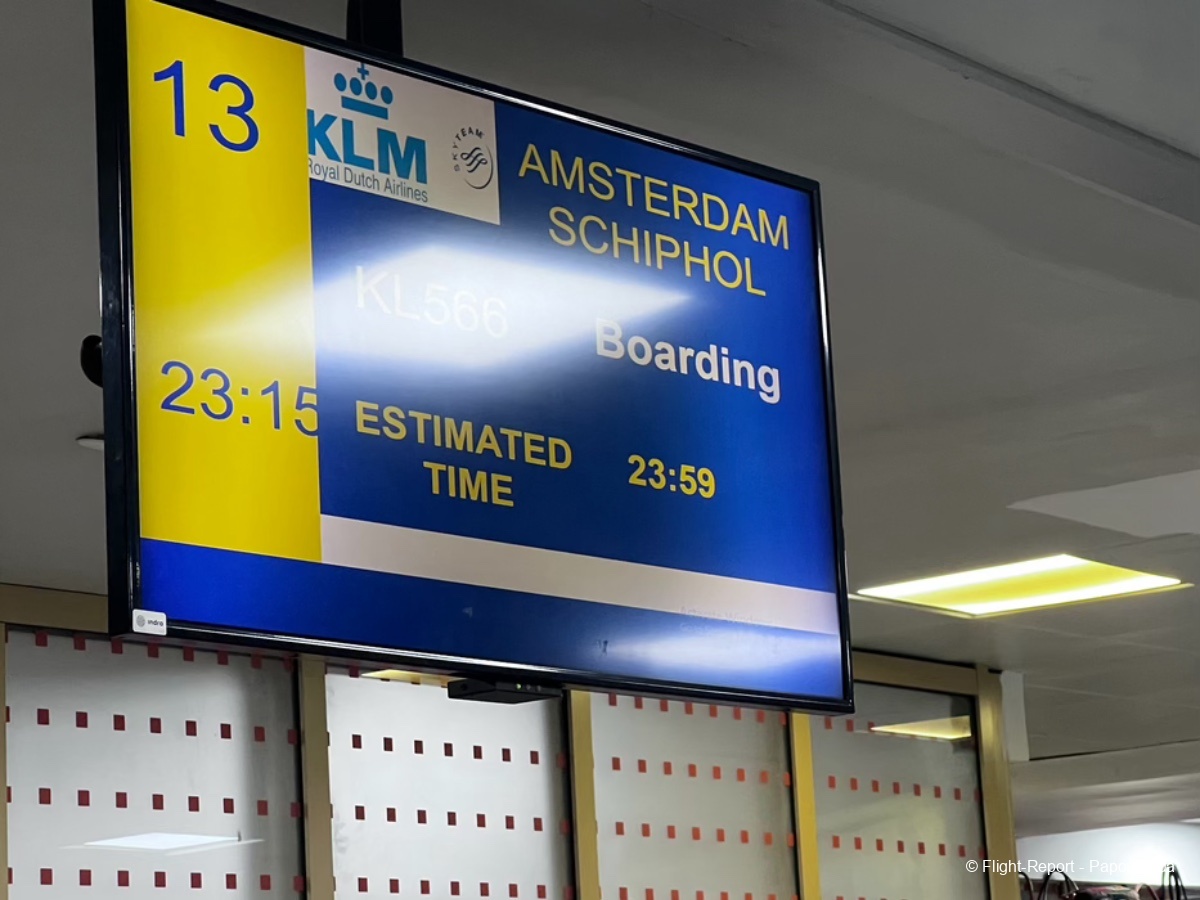 13
KLM
Royal Dutch Airlines
SKYTEAM
AMSTERDAM
SCHIPHOL
KL566
Boarding
23:15
ESTIMATED
TIME
23:59
indra
© Flight-Report -